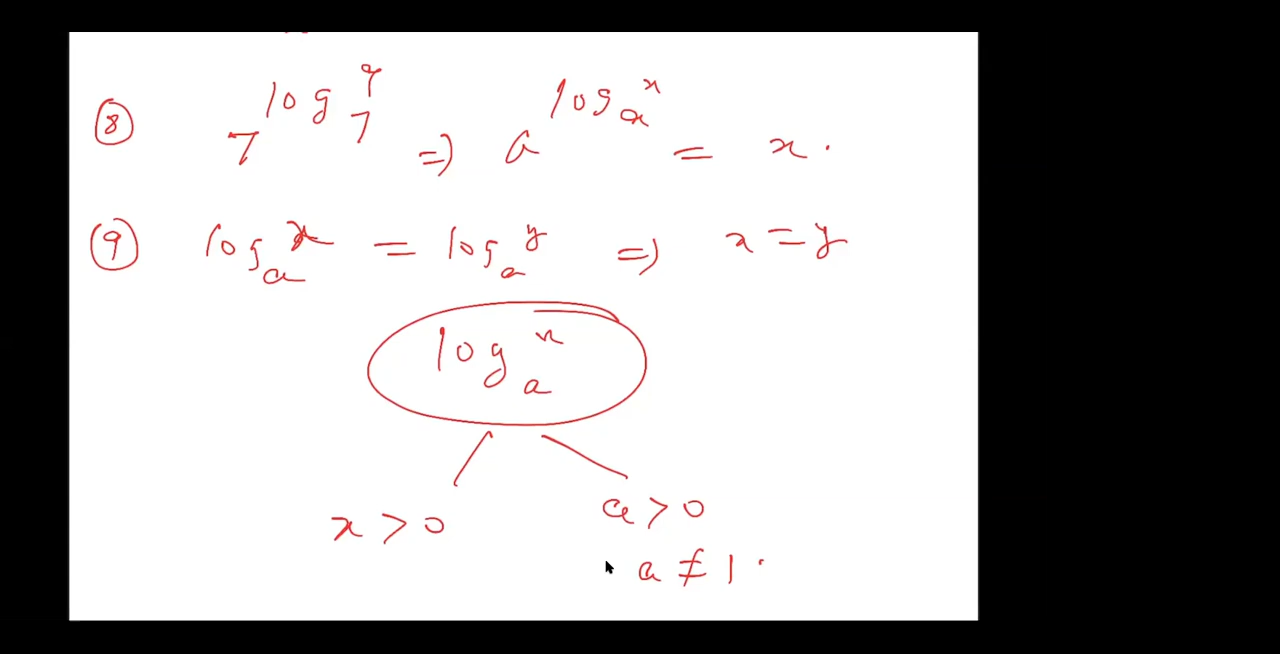 ⑧ 7^{log_7 9} ⇒ a^{log_a x} = x.
⑨ log_a x = log_a y ⇒ x = y
log_a x
x > 0 a > 0
a ≠ 1.